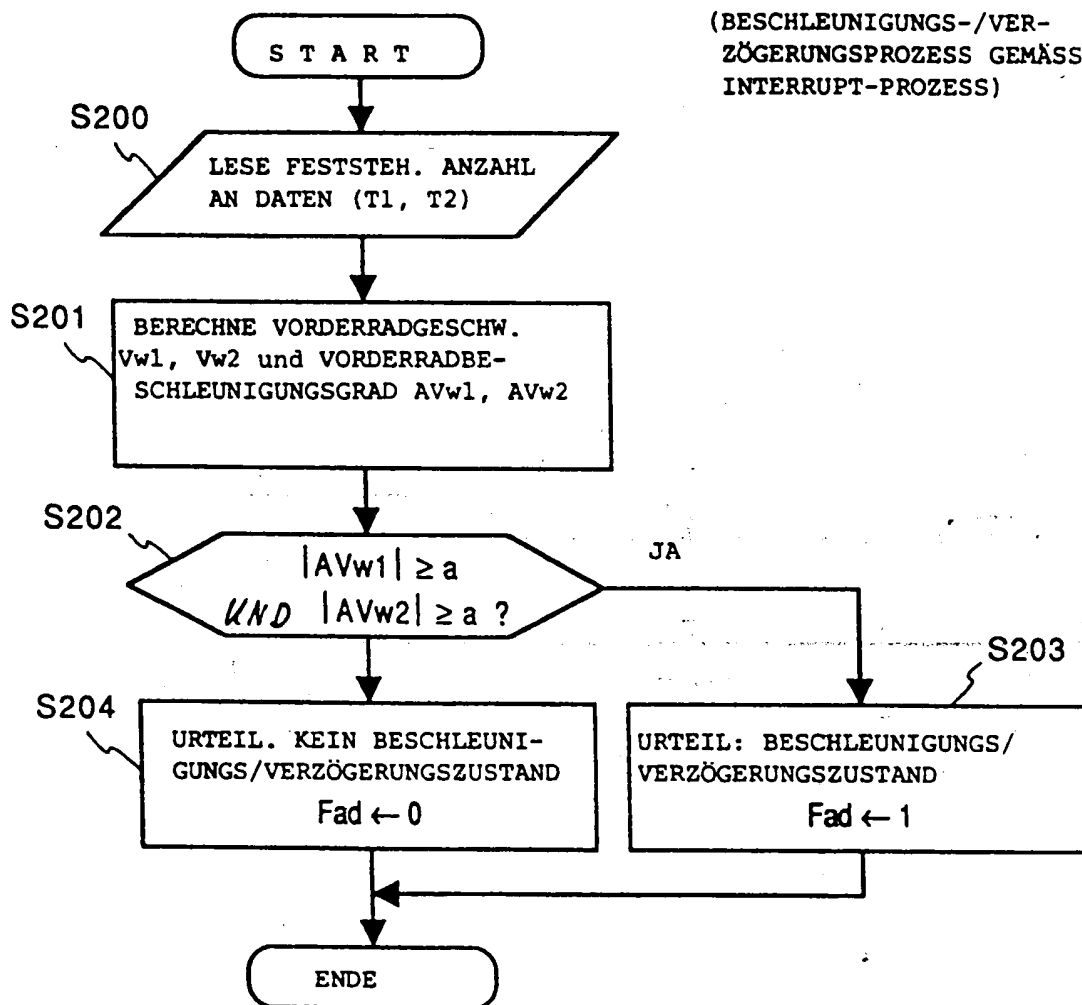 (BESCHLEUNIGUNGS-/VER-
ZÖGERUNGSPROZESS GEMÄSS
INTERRUPT-PROZESS)
S T A R T
S200
LESE FESTSTEH. ANZAHL
AN DATEN (T1, T2)
S201
BERECHNE VORDERRADGESCHW.
Vw1, Vw2 und VORDERRADBE-
SCHLEUNIGUNGSGRAD AVw1, AVw2
S202
|AVw1| ≥ a
UND |AVw2| ≥ a ?
JA
S203
URTEIL: BESCHLEUNIGUNGS/
VERZÖGERUNGSZUSTAND
Fad ← 1
S204
URTEIL. KEIN BESCHLEUNI-
GUNGS/VERZÖGERUNGSZUSTAND
Fad ← 0
ENDE